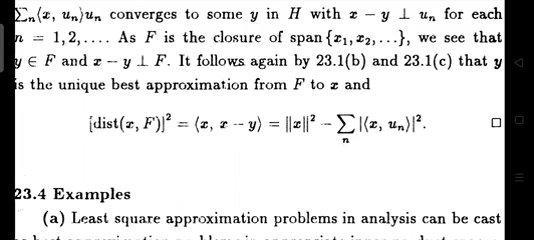 ∑ₙ⟨x, uₙ⟩uₙ converges to some y in H with x − y ⊥ uₙ for each
n = 1, 2, . . . . As F is the closure of span{x₁, x₂, . . .}, we see that
y ∈ F and x − y ⊥ F. It follows again by 23.1(b) and 23.1(c) that y
is the unique best approximation from F to x and
[dist(x, F)]² = ⟨x, x − y⟩ = ‖x‖² − ∑ₙ |⟨x, uₙ⟩|². □
23.4 Examples
(a) Least square approximation problems in analysis can be cast